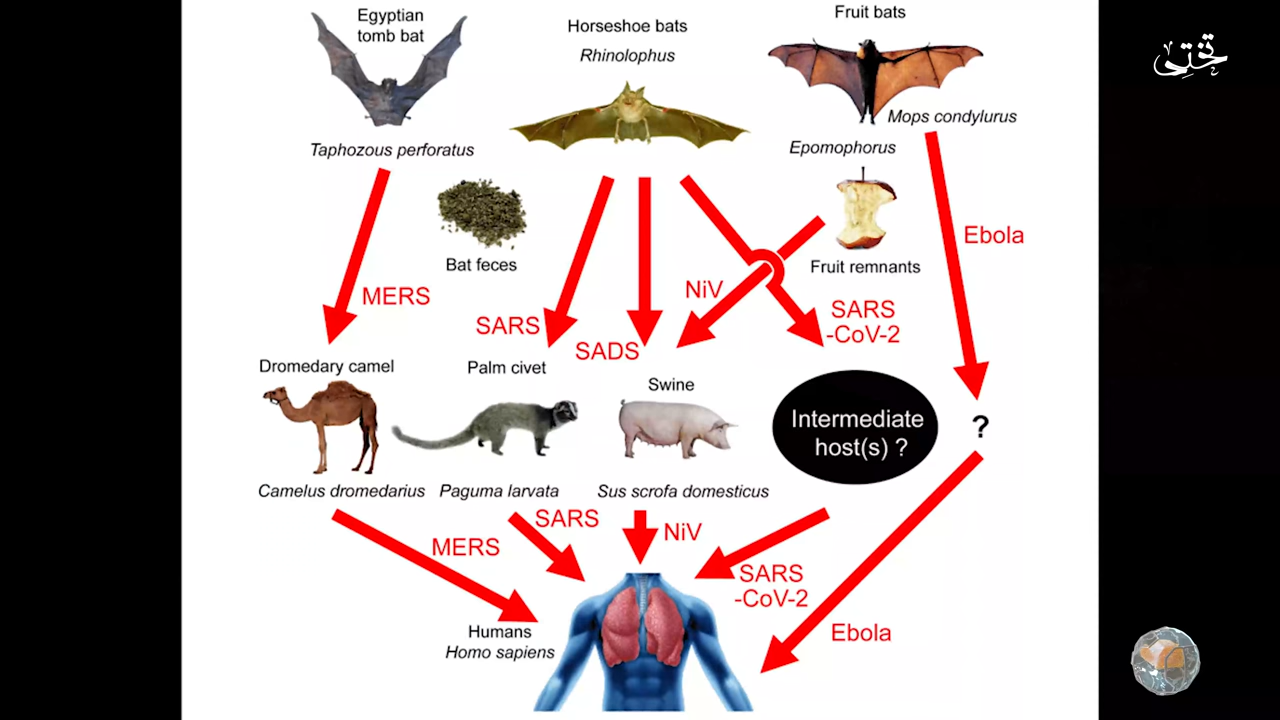 Egyptian
tomb bat
Horseshoe bats
Rhinolophus
Fruit bats
تختي
Mops condylurus
Taphozous perforatus
Epomophorus
Bat feces
Fruit remnants
Ebola
MERS
NiV
SARS
SARS
-CoV-2
SADS
Dromedary camel
Palm civet
Swine
Intermediate
host(s) ?
?
Camelus dromedarius
Paguma larvata
Sus scrofa domesticus
MERS
SARS
NiV
SARS
-CoV-2
Ebola
Humans
Homo sapiens